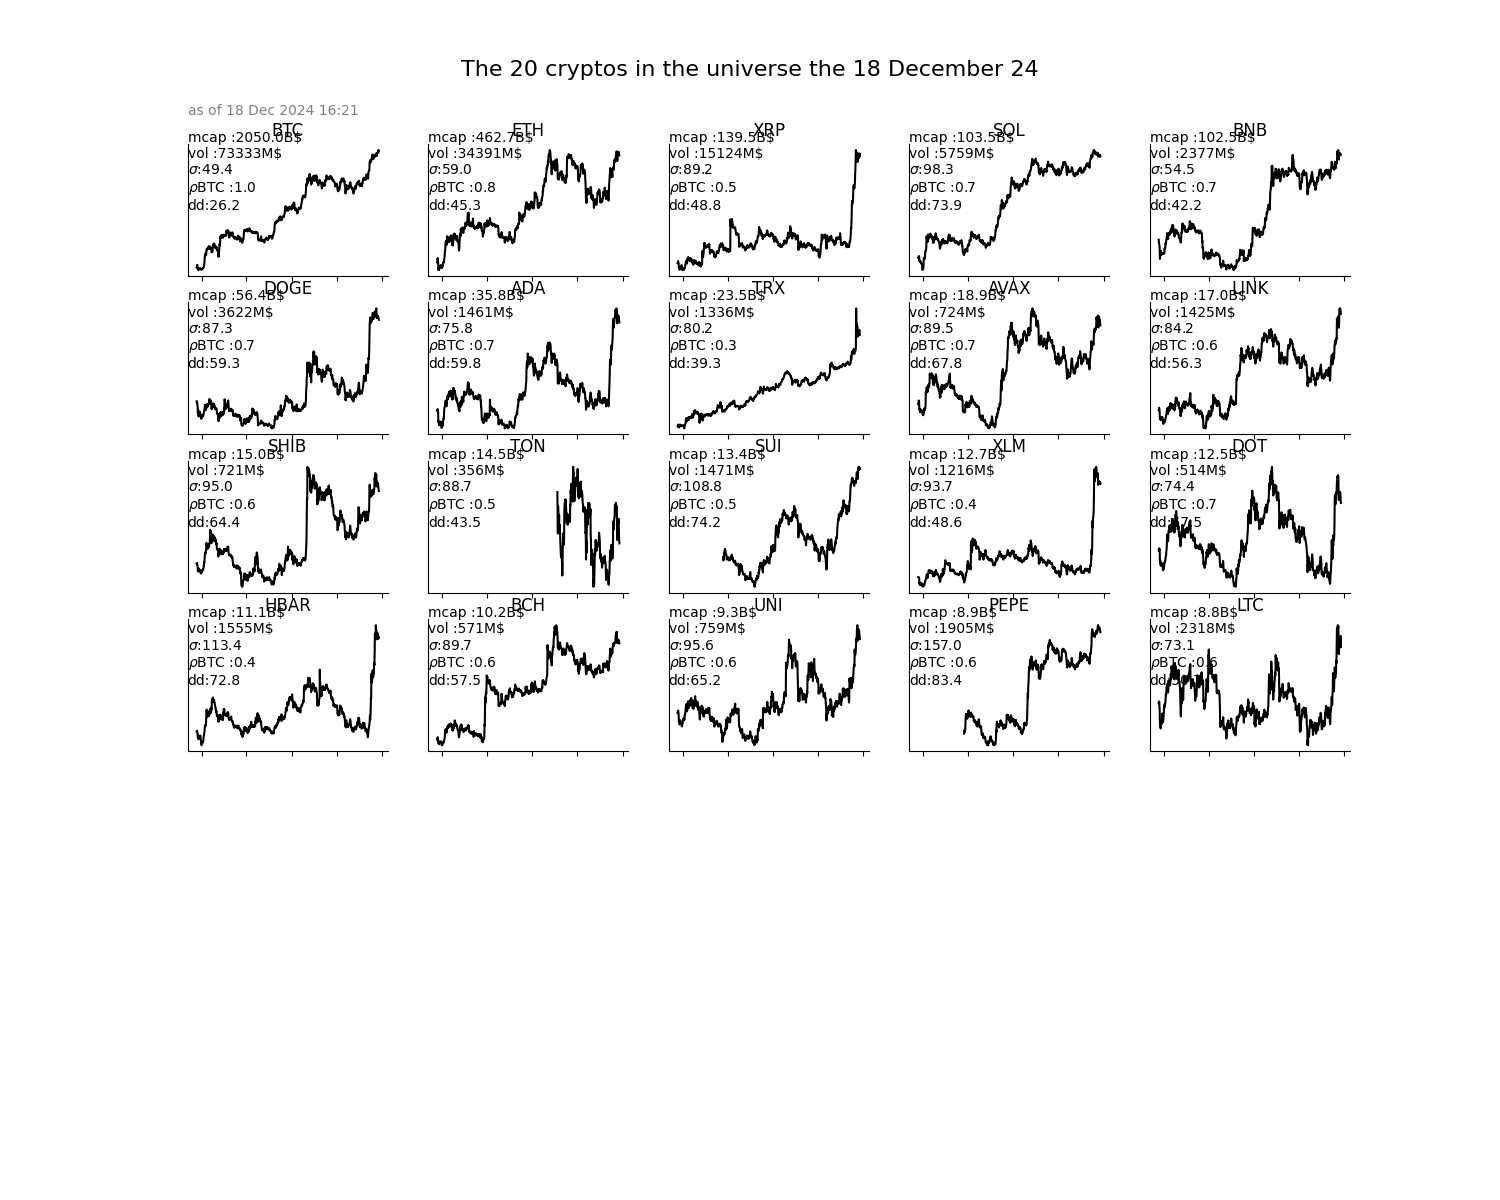 The 20 cryptos in the universe the 18 December 24
as of 18 Dec 2024 16:21
BTC
mcap :2050.0B$
vol :73333M$
σ:49.4
ρBTC :1.0
dd:26.2
ETH
mcap :462.7B$
vol :34391M$
σ:59.0
ρBTC :0.8
dd:45.3
XRP
mcap :139.5B$
vol :15124M$
σ:89.2
ρBTC :0.5
dd:48.8
SOL
mcap :103.5B$
vol :5759M$
σ:98.3
ρBTC :0.7
dd:73.9
BNB
mcap :102.5B$
vol :2377M$
σ:54.5
ρBTC :0.7
dd:42.2
DOGE
mcap :56.4B$
vol :3622M$
σ:87.3
ρBTC :0.7
dd:59.3
ADA
mcap :35.8B$
vol :1461M$
σ:75.8
ρBTC :0.7
dd:59.8
TRX
mcap :23.5B$
vol :1336M$
σ:80.2
ρBTC :0.3
dd:39.3
AVAX
mcap :18.9B$
vol :724M$
σ:89.5
ρBTC :0.7
dd:67.8
LINK
mcap :17.0B$
vol :1425M$
σ:84.2
ρBTC :0.6
dd:56.3
SHIB
mcap :15.0B$
vol :721M$
σ:95.0
ρBTC :0.6
dd:64.4
TON
mcap :14.5B$
vol :356M$
σ:88.7
ρBTC :0.5
dd:43.5
SUI
mcap :13.4B$
vol :1471M$
σ:108.8
ρBTC :0.5
dd:74.2
XLM
mcap :12.7B$
vol :1216M$
σ:93.7
ρBTC :0.4
dd:48.6
DOT
mcap :12.5B$
vol :514M$
σ:74.4
ρBTC :0.7
HBAR
mcap :11.1B$
vol :1555M$
σ:113.4
ρBTC :0.4
dd:72.8
BCH
mcap :10.2B$
vol :571M$
σ:89.7
ρBTC :0.6
dd:57.5
UNI
mcap :9.3B$
vol :759M$
σ:95.6
ρBTC :0.6
dd:65.2
PEPE
mcap :8.9B$
vol :1905M$
σ:157.0
ρBTC :0.6
dd:83.4
LTC
mcap :8.8B$
vol :2318M$
σ:73.1
ρBTC :0.6